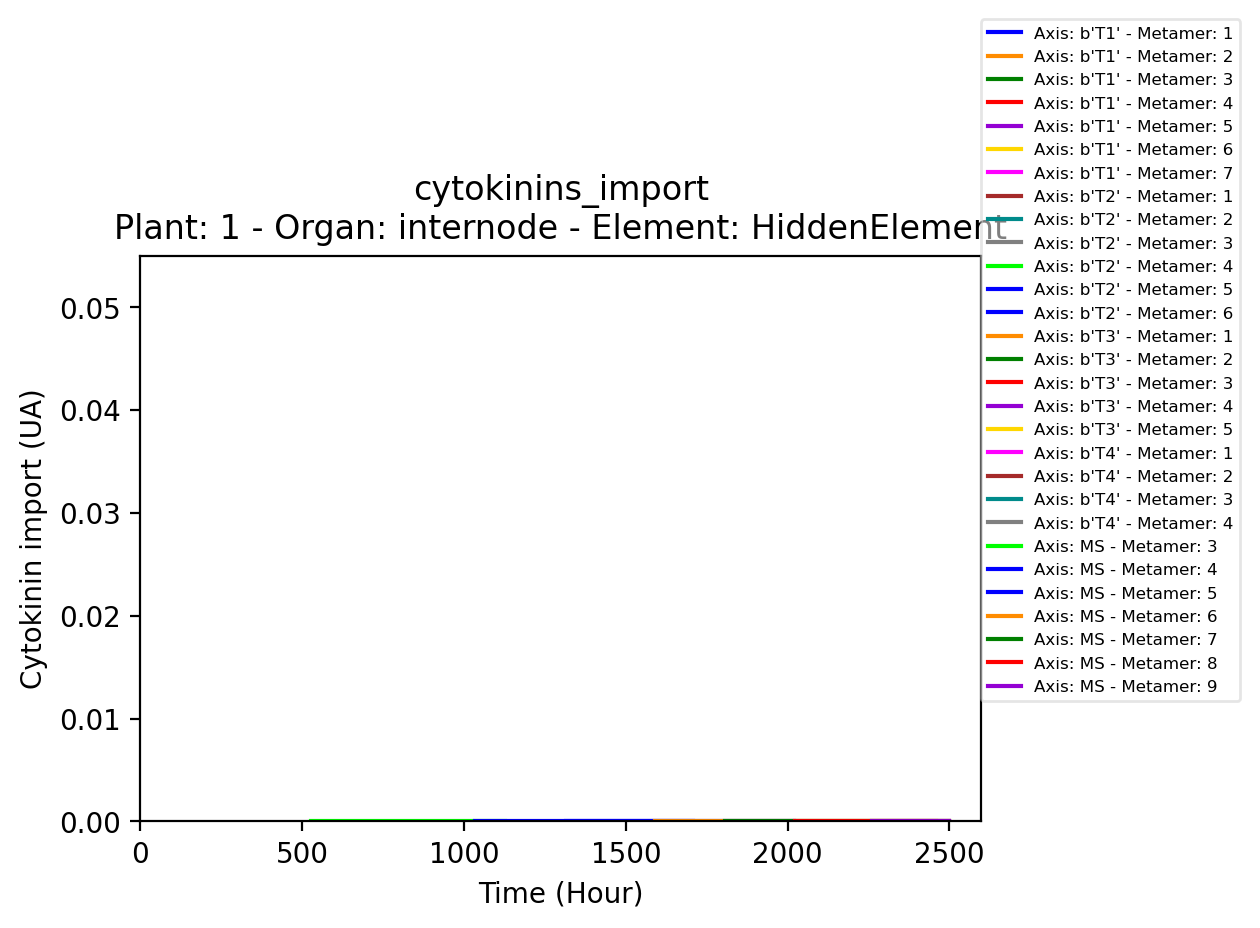 cytokinins_import
Plant: 1 - Organ: internode - Element: HiddenElement
Cytokinin import (UA)
0.05
0.04
0.03
0.02
0.01
0.00
0 500 1000 1500 2000 2500
Time (Hour)
Axis: b'T1' - Metamer: 1
Axis: b'T1' - Metamer: 2
Axis: b'T1' - Metamer: 3
Axis: b'T1' - Metamer: 4
Axis: b'T1' - Metamer: 5
Axis: b'T1' - Metamer: 6
Axis: b'T1' - Metamer: 7
Axis: b'T2' - Metamer: 1
Axis: b'T2' - Metamer: 2
Axis: b'T2' - Metamer: 3
Axis: b'T2' - Metamer: 4
Axis: b'T2' - Metamer: 5
Axis: b'T2' - Metamer: 6
Axis: b'T3' - Metamer: 1
Axis: b'T3' - Metamer: 2
Axis: b'T3' - Metamer: 3
Axis: b'T3' - Metamer: 4
Axis: b'T3' - Metamer: 5
Axis: b'T4' - Metamer: 1
Axis: b'T4' - Metamer: 2
Axis: b'T4' - Metamer: 3
Axis: b'T4' - Metamer: 4
Axis: MS - Metamer: 3
Axis: MS - Metamer: 4
Axis: MS - Metamer: 5
Axis: MS - Metamer: 6
Axis: MS - Metamer: 7
Axis: MS - Metamer: 8
Axis: MS - Metamer: 9